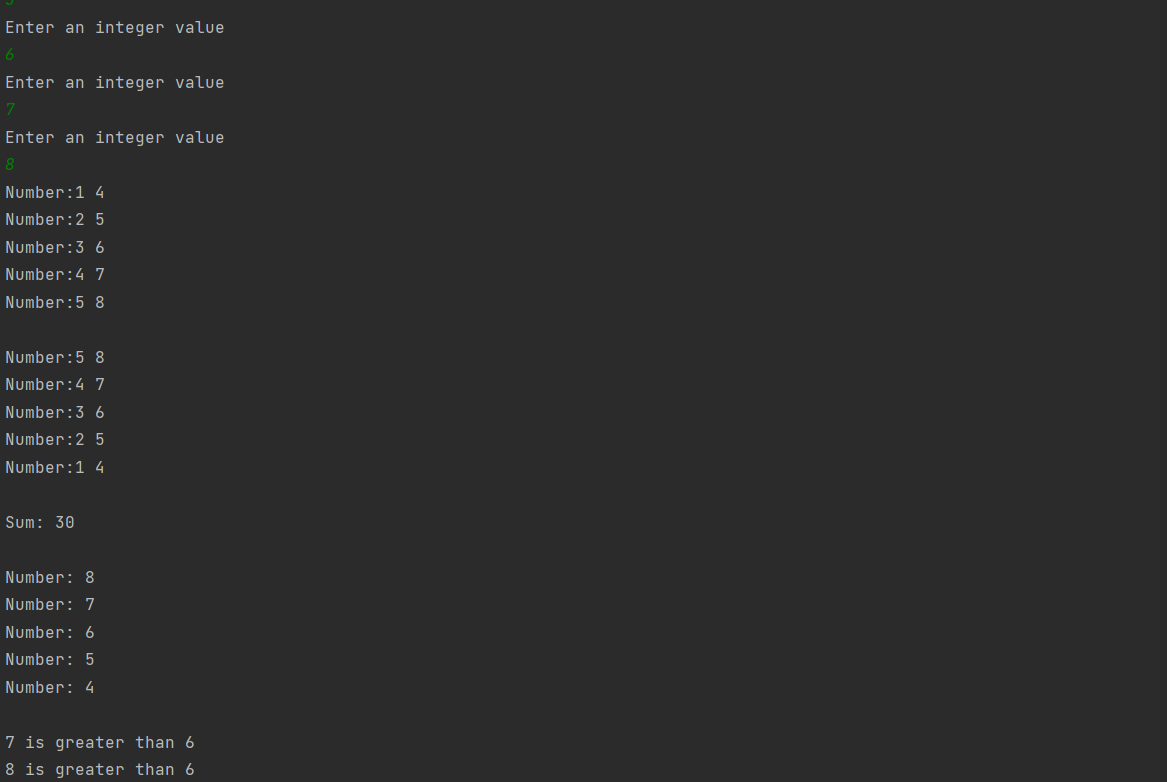 Enter an integer value
6
Enter an integer value
7
Enter an integer value
8
Number:1 4
Number:2 5
Number:3 6
Number:4 7
Number:5 8
Number:5 8
Number:4 7
Number:3 6
Number:2 5
Number:1 4
Sum: 30
Number: 8
Number: 7
Number: 6
Number: 5
Number: 4
7 is greater than 6
8 is greater than 6